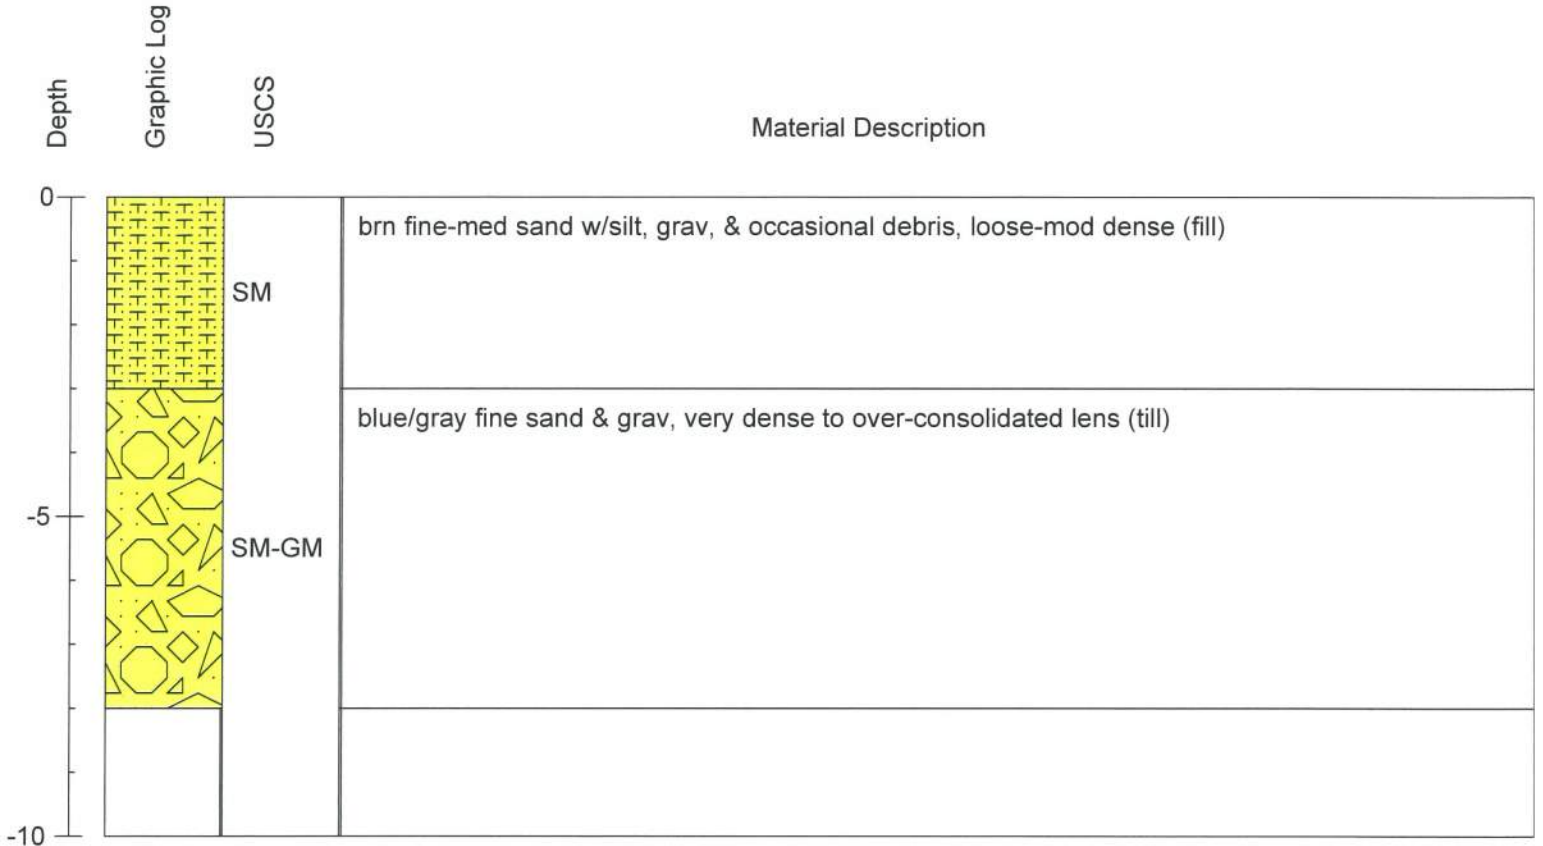 Depth
Graphic Log
USCS
Material Description
0
brn fine-med sand w/silt, grav, & occasional debris, loose-mod dense (fill)
SM
blue/gray fine sand & grav, very dense to over-consolidated lens (till)
-5
SM-GM
-10